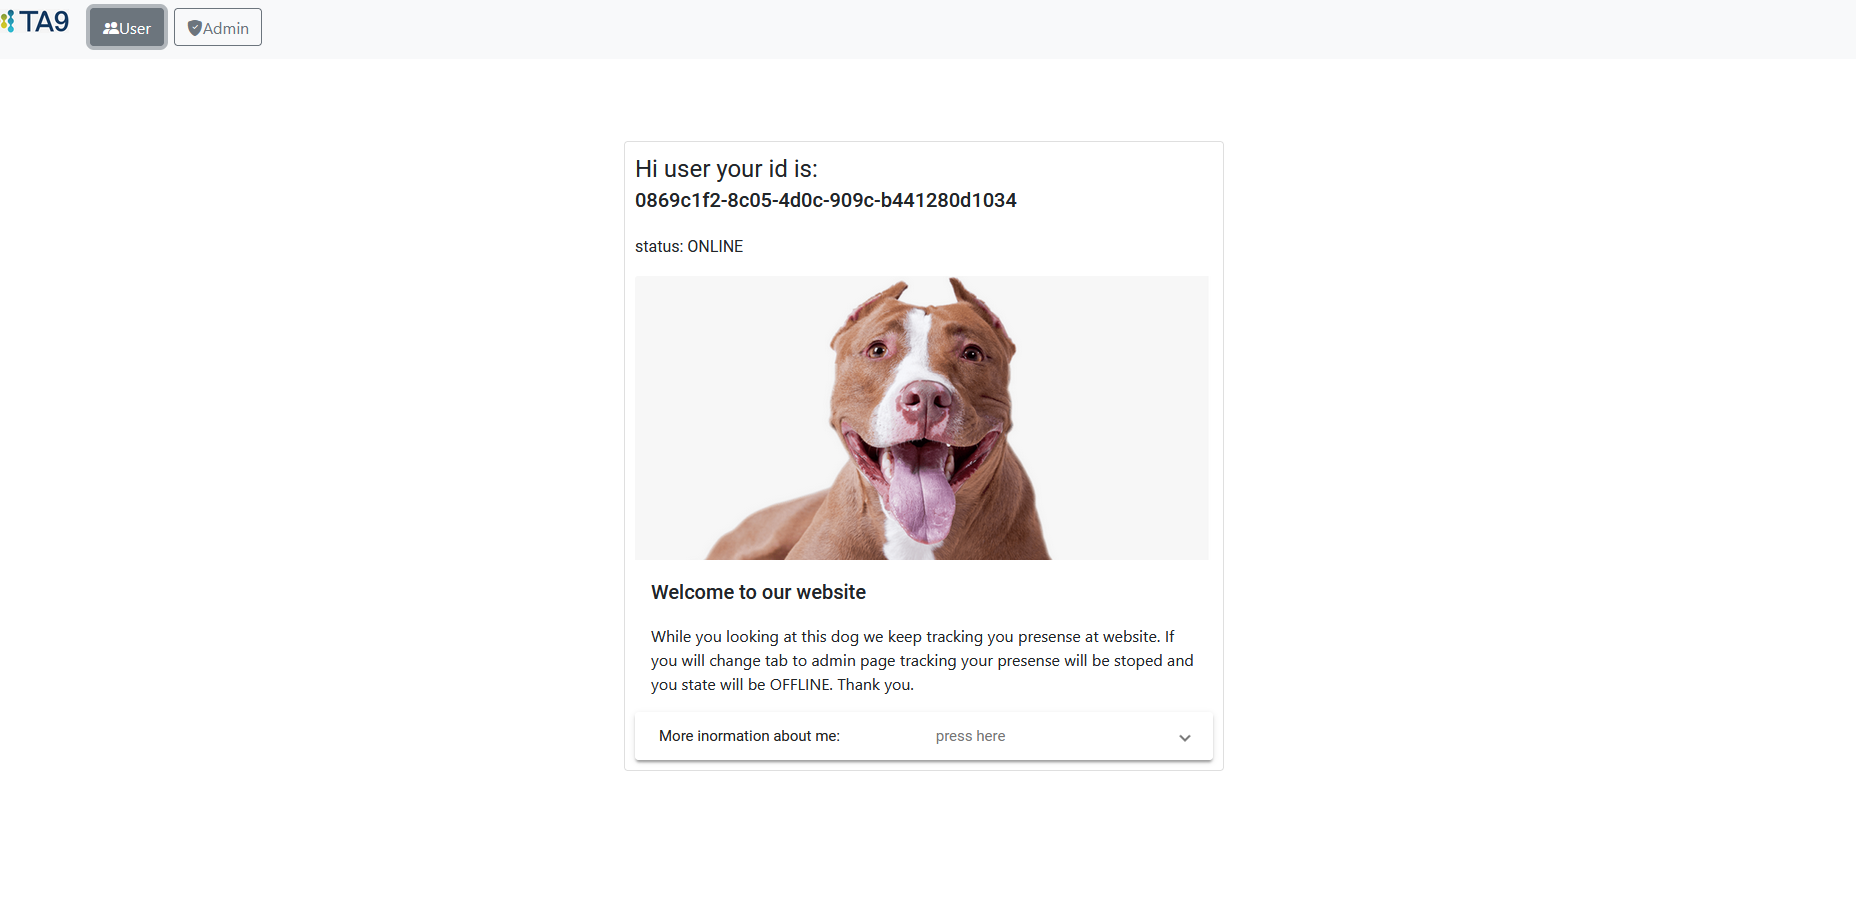 TA9
User
Admin
Hi user your id is:
0869c1f2-8c05-4d0c-909c-b441280d1034
status: ONLINE
Welcome to our website
While you looking at this dog we keep tracking you presense at website. If
you will change tab to admin page tracking your presense will be stoped and
you state will be OFFLINE. Thank you.
More inormation about me:
press here